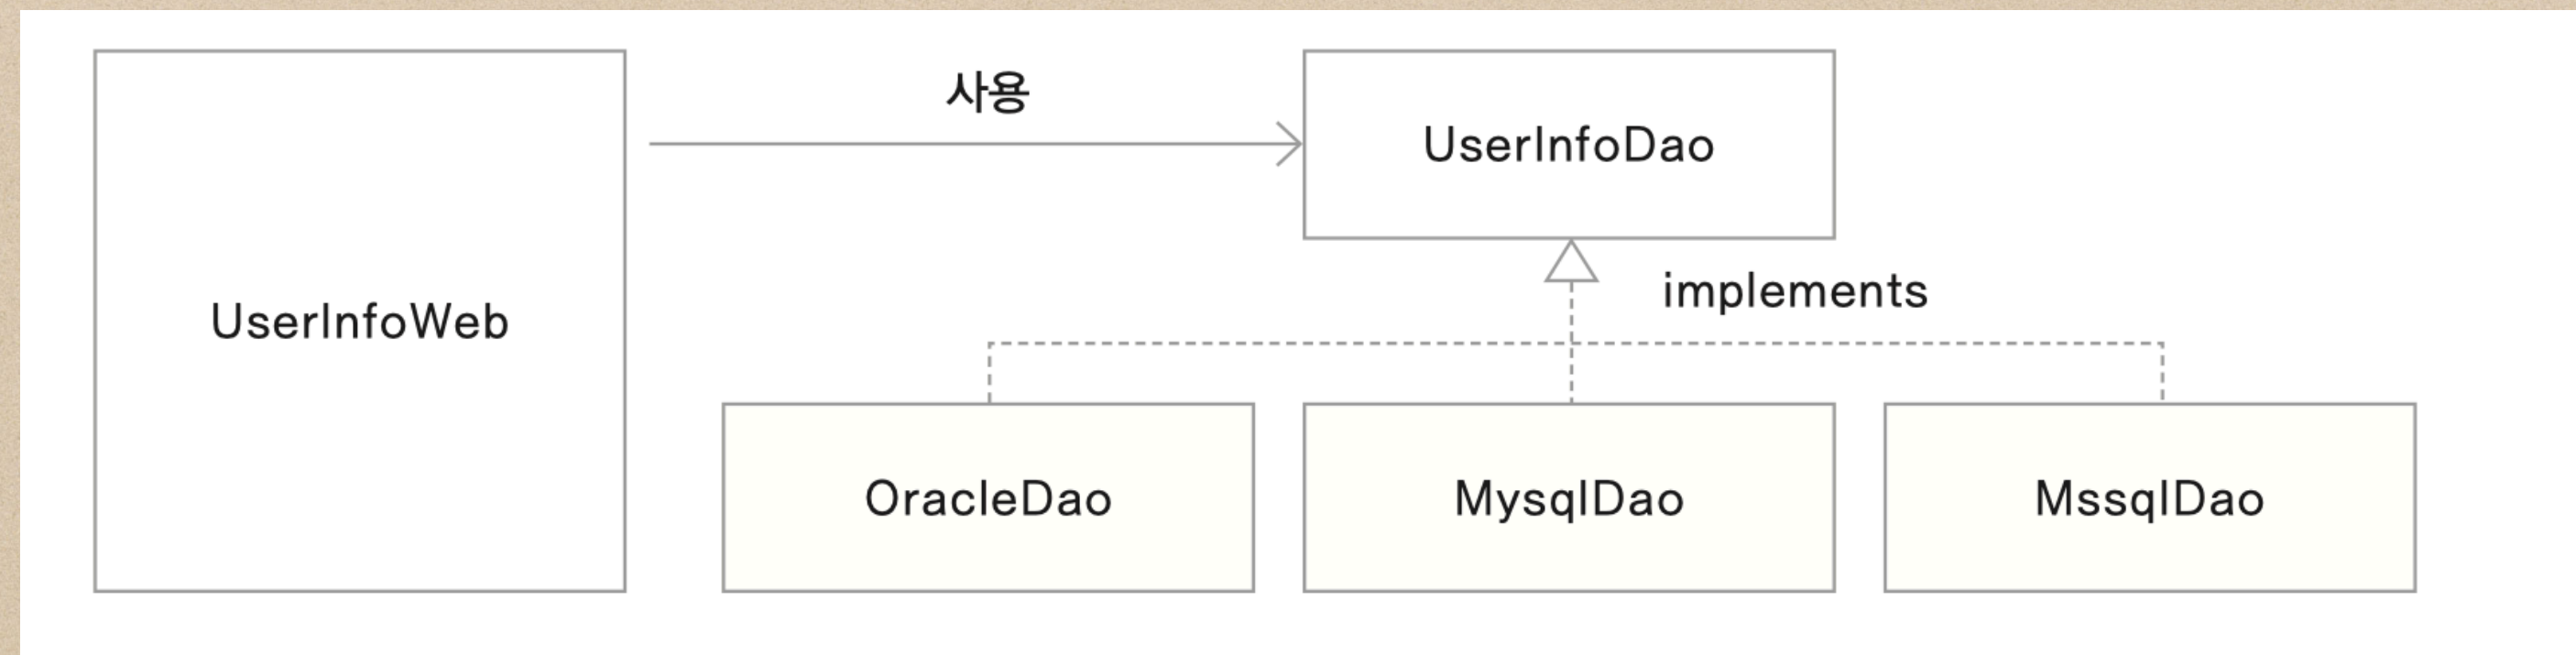 사용
UserInfoDao
UserInfoWeb
implements
OracleDao
MysqlDao
MssqlDao